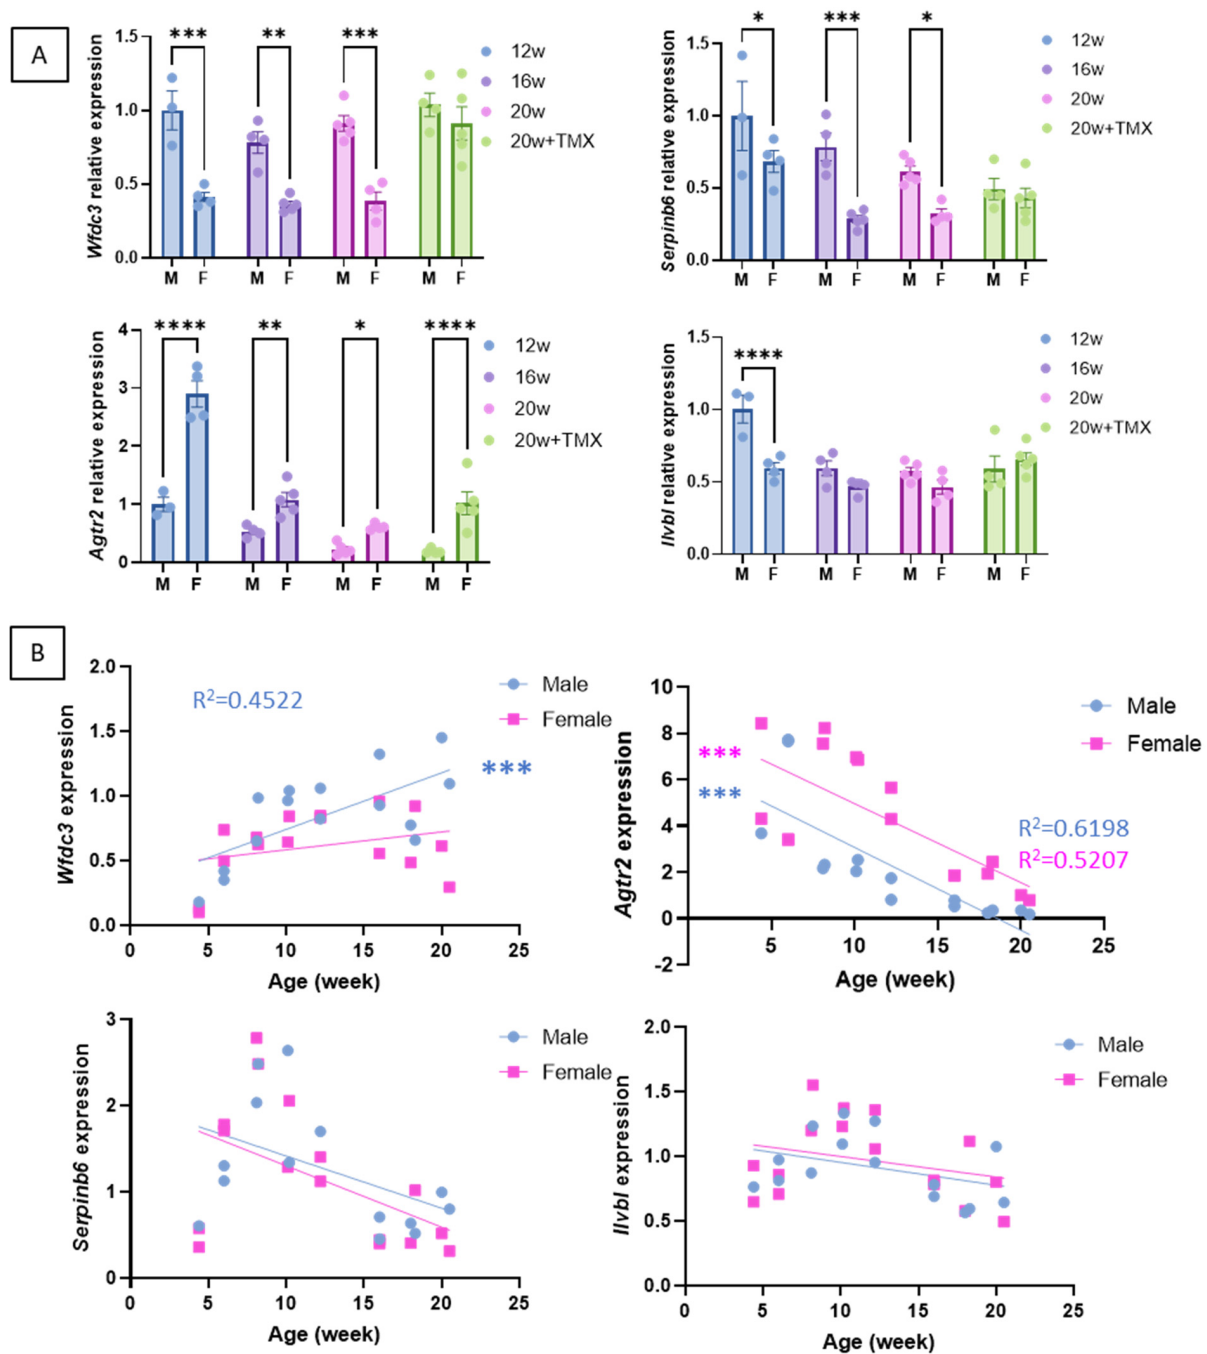 A
Wfdc3 relative expression
1.5
1.0
0.5
0.0
***
**
***
M F M F M F M F
12w
16w
20w
20w+TMX
Serpinb6 relative expression
1.5
1.0
0.5
0.0
*
***
*
M F M F M F M F
12w
16w
20w
20w+TMX
Agtr2 relative expression
4
3
2
1
0
****
**
*
****
M F M F M F M F
12w
16w
20w
20w+TMX
Ilvbl relative expression
1.5
1.0
0.5
0.0
****
M F M F M F M F
12w
16w
20w
20w+TMX
B
Wfdc3 expression
2.0
1.5
1.0
0.5
0.0
R²=0.4522
Male
Female
***
0 5 10 15 20 25
Age (week)
Agtr2 expression
10
8
6
4
2
0
-2
***
***
Male
Female
R²=0.6198
R²=0.5207
5 10 15 20 25
Age (week)
Serpinb6 expression
3
2
1
0
Male
Female
0 5 10 15 20 25
Age (week)
Ilvbl expression
2.0
1.5
1.0
0.5
0.0
Male
Female
0 5 10 15 20 25
Age (week)